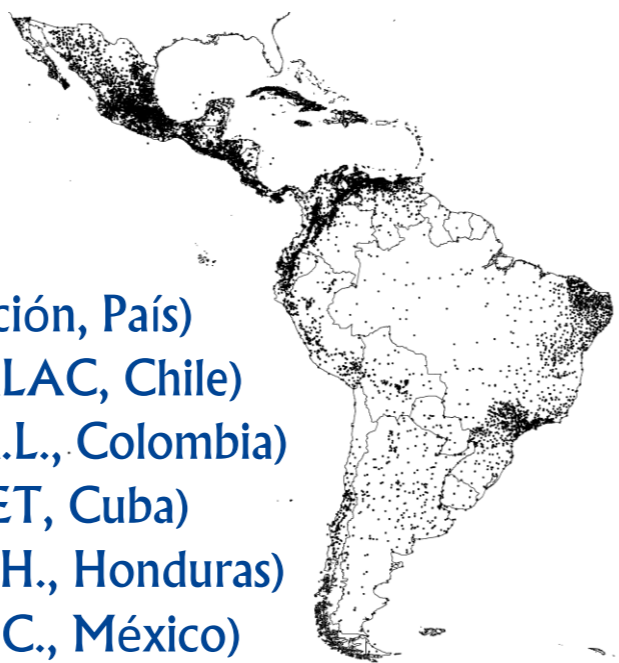 ción, País)
LAC, Chile)
.L., Colombia)
ET, Cuba)
H., Honduras)
C., México)